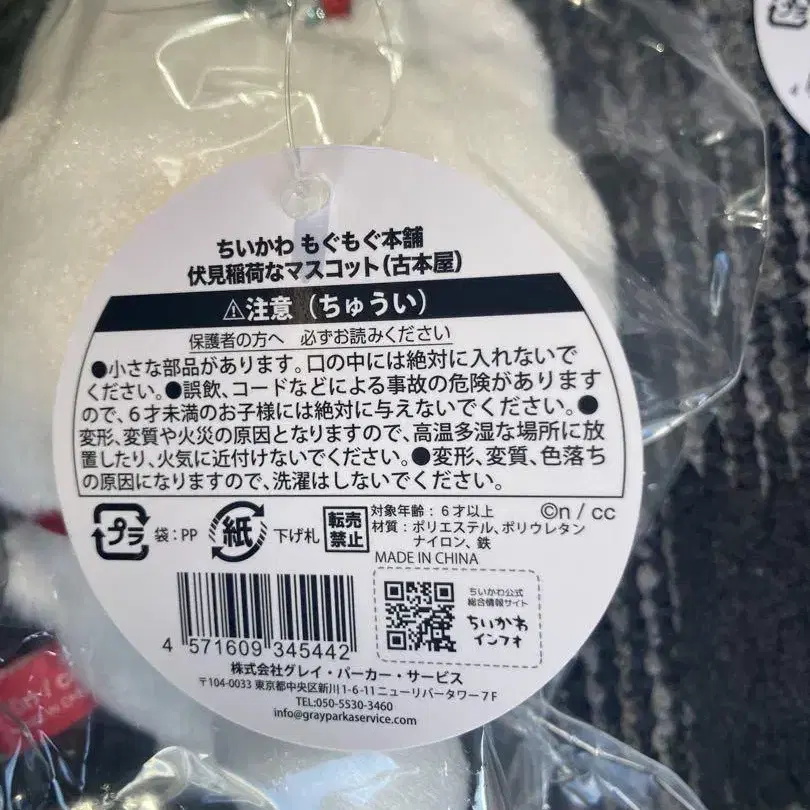 ちいかわ もぐもぐ本舗
伏見稲荷なマスコット(古本屋)
⚠注意(ちゅうい)
保護者の方へ 必ずお読みください
●小さな部品があります。口の中には絶対に入れないで
ください。●誤飲、コードなどによる事故の危険があります
ので、6才未満のお子様には絶対に与えないでください。●
変形、変質や火災の原因となりますので、高温多湿な場所に放
置したり、火気に近付けないでください。●変形、変質、色落ち
の原因になりますので、洗濯はしないでください。
プラ 袋:PP 紙 下げ札
転売
禁止
対象年齢:6才以上 ©n / cc
材質:ポリエステル、ポリウレタン
ナイロン、鉄
MADE IN CHINA
4 571609 345442
ちいかわ公式
総合情報サイト
ちいかわ
インフォ
株式会社グレイ・パーカー・サービス
〒104-0033 東京都中央区新川1-6-11ニューリバータワー7F
TEL:050-5530-3460
info@grayparkaservice.com